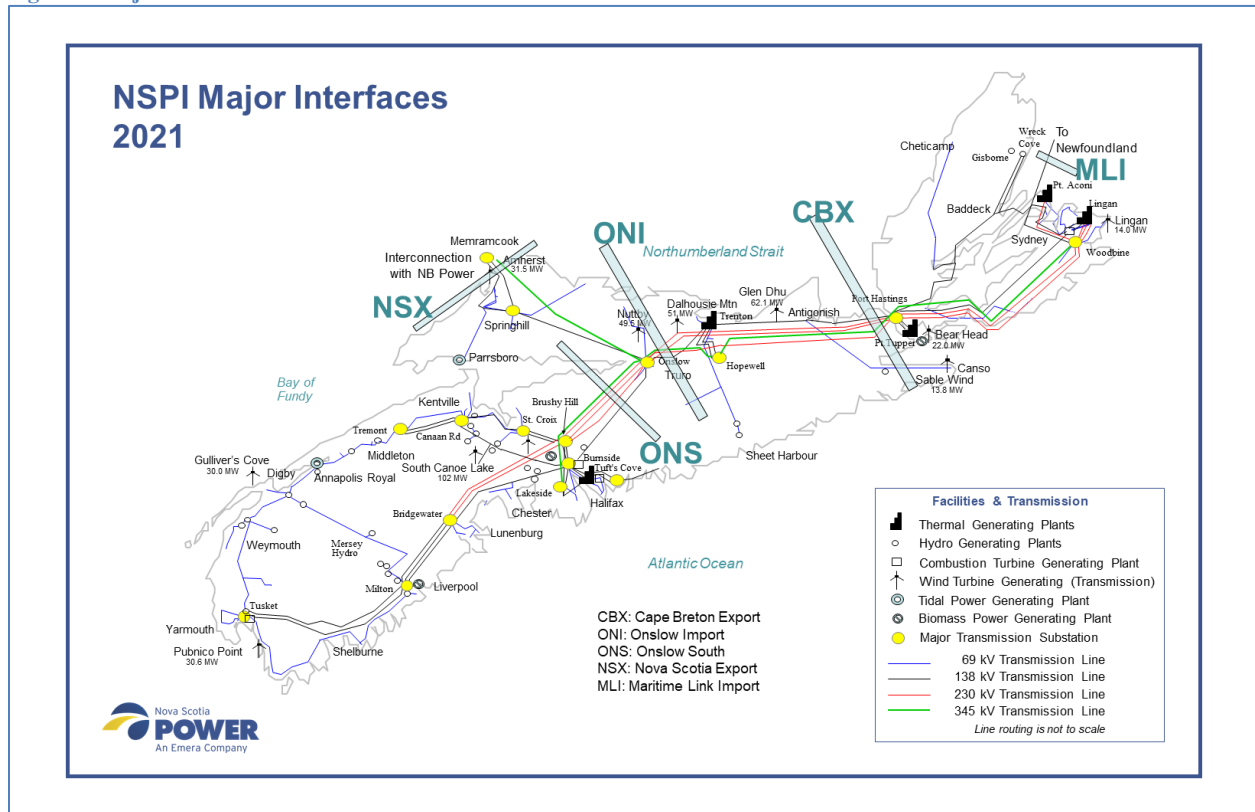 NSPI Major Interfaces
2021
To
Newfoundland
Wreck
Cove
Gisborne
Cheticamp
MLI
Pt. Aconi
Lingan
Lingan
14.0 MW
Baddeck
Sydney
Woodbine
CBX
ONI
Northumberland Strait
Memramcook
Interconnection
with NB Power
Amherst
31.5 MW
NSX
Springhill
Nuttby
49.5 MW
Dalhousie Mtn
51 MW
Trenton
Glen Dhu
62.1 MW
Antigonish
Port Hastings
Pt Tupper
Bear Head
22.0 MW
Canso
Sable Wind
13.8 MW
Parrsboro
Onslow
Truro
Hopewell
Bay of
Fundy
Kentville
Brushy Hill
St. Croix
Tremont
Canaan Rd
Middleton
ONS
Burnside
Tuft's Cove
Sheet Harbour
Gulliver's Cove
30.0 MW
Digby
Annapolis Royal
South Canoe Lake
102 MW
Lakeside
Halifax
Chester
Bridgewater
Lunenburg
Weymouth
Mersey
Hydro
Atlantic Ocean
Milton
Liverpool
Tusket
Yarmouth
Shelburne
Pubnico Point
30.6 MW
CBX: Cape Breton Export
ONI: Onslow Import
ONS: Onslow South
NSX: Nova Scotia Export
MLI: Maritime Link Import
Facilities & Transmission
Thermal Generating Plants
Hydro Generating Plants
Combustion Turbine Generating Plant
Wind Turbine Generating (Transmission)
Tidal Power Generating Plant
Biomass Power Generating Plant
Major Transmission Substation
69 kV Transmission Line
138 kV Transmission Line
230 kV Transmission Line
345 kV Transmission Line
Line routing is not to scale
Nova Scotia
POWER
An Emera Company